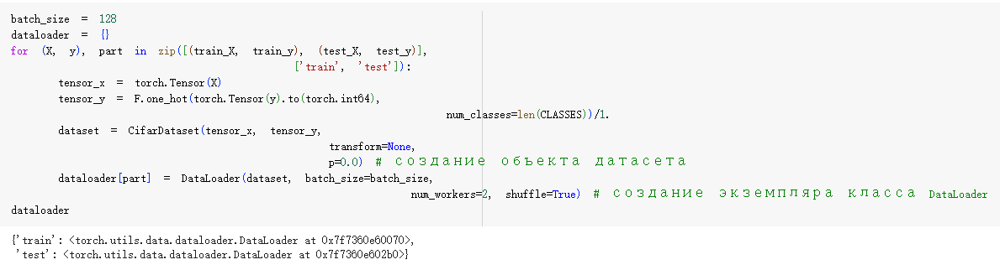 batch_size = 128
dataloader = {}
for (X, y), part in zip([(train_X, train_y), (test_X, test_y)],
['train', 'test']):
tensor_x = torch.Tensor(X)
tensor_y = F.one_hot(torch.Tensor(y).to(torch.int64),
num_classes=len(CLASSES))/1.
dataset = CifarDataset(tensor_x, tensor_y,
transform=None,
p=0.0) # создание объекта датасета
dataloader[part] = DataLoader(dataset, batch_size=batch_size,
num_workers=2, shuffle=True) # создание экземпляра класса DataLoader
dataloader
{'train': <torch.utils.data.dataloader.DataLoader at 0x7f7360e60070>,
'test': <torch.utils.data.dataloader.DataLoader at 0x7f7360e602b0>}